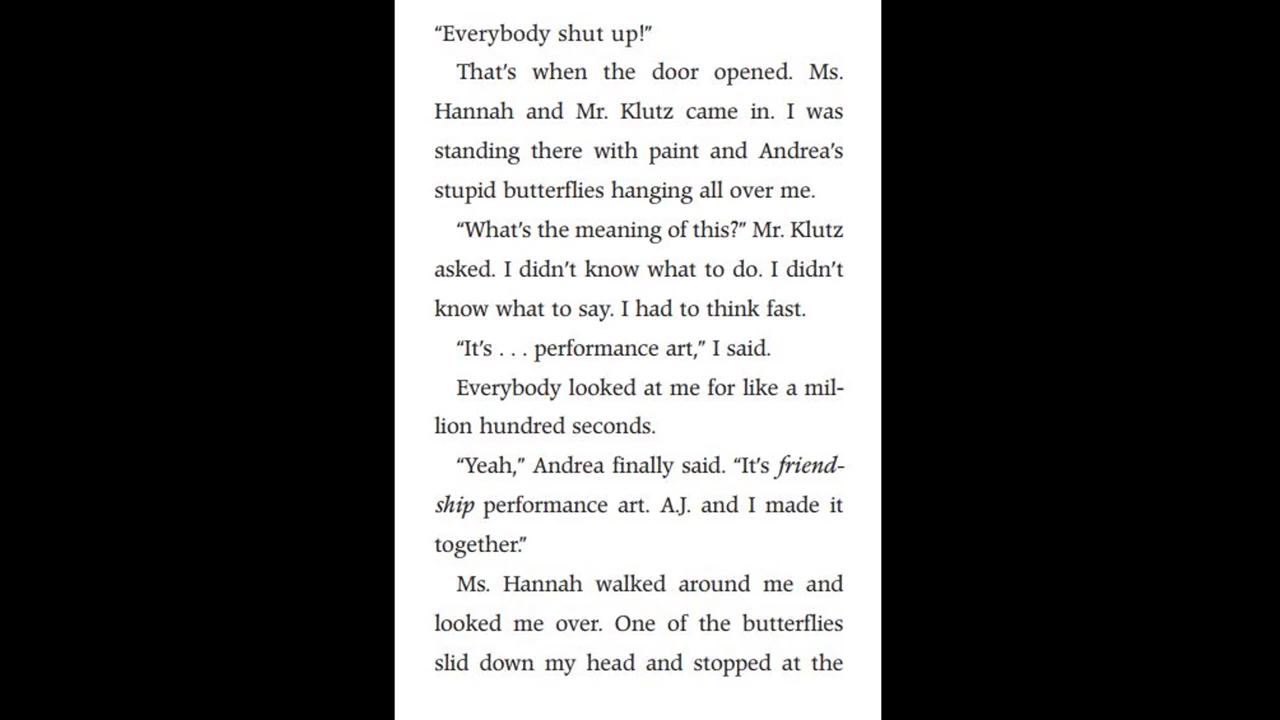 “Everybody shut up!”
That’s when the door opened. Ms.
Hannah and Mr. Klutz came in. I was
standing there with paint and Andrea’s
stupid butterflies hanging all over me.
“What’s the meaning of this?” Mr. Klutz
asked. I didn’t know what to do. I didn’t
know what to say. I had to think fast.
“It’s . . . performance art,” I said.
Everybody looked at me for like a mil-
lion hundred seconds.
“Yeah,” Andrea finally said. “It’s friend-
ship performance art. A.J. and I made it
together.”
Ms. Hannah walked around me and
looked me over. One of the butterflies
slid down my head and stopped at the